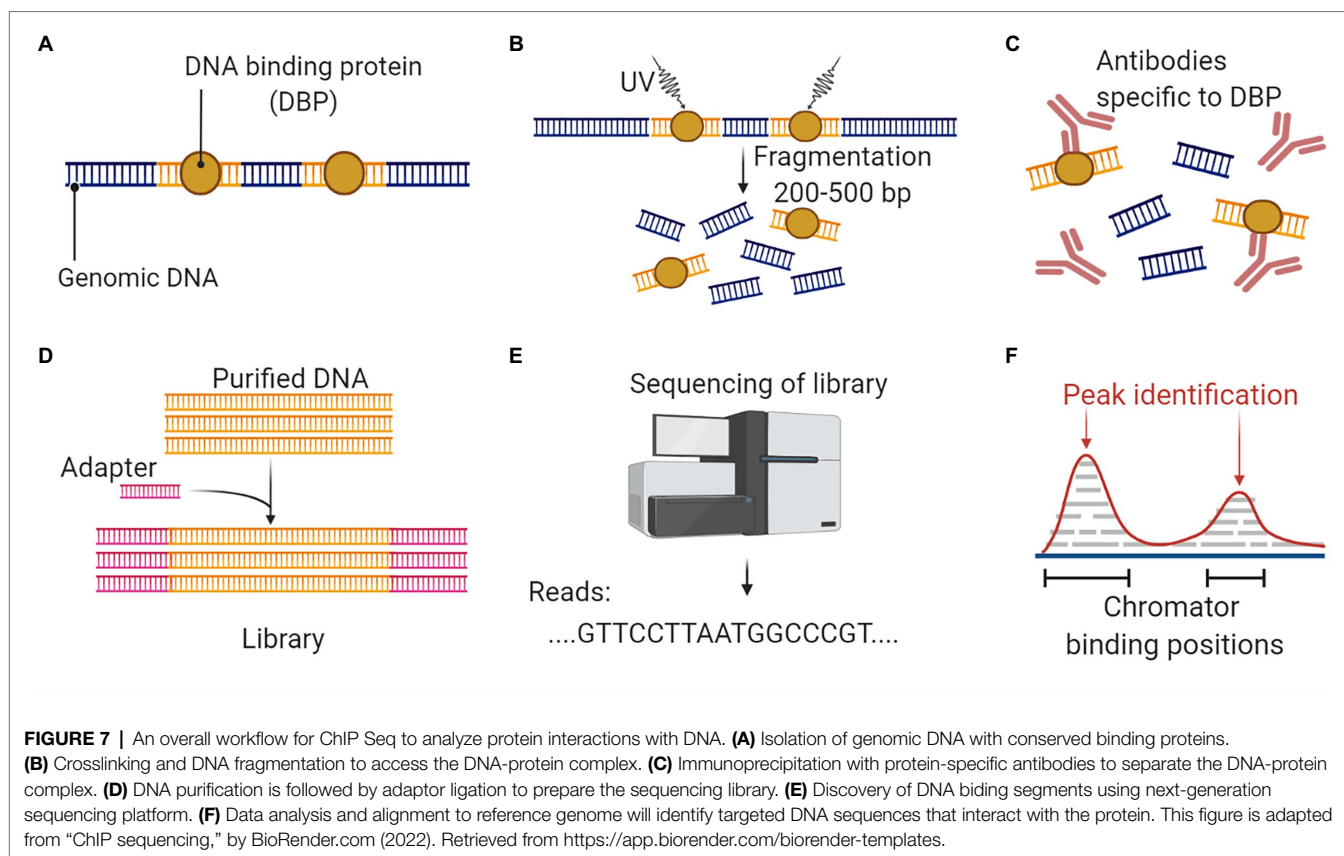 A
DNA binding protein
(DBP)
Genomic DNA
B
UV
Fragmentation
200-500 bp
C
Antibodies
specific to DBP
D
Purified DNA
Adapter
Library
E
Sequencing of library
Reads:
....GTTCCTTAATGGCCCGT....
F
Peak identification
Chromator
binding positions
FIGURE 7 | An overall workflow for ChIP Seq to analyze protein interactions with DNA. (A) Isolation of genomic DNA with conserved binding proteins.
(B) Crosslinking and DNA fragmentation to access the DNA-protein complex. (C) Immunoprecipitation with protein-specific antibodies to separate the DNA-protein
complex. (D) DNA purification is followed by adaptor ligation to prepare the sequencing library. (E) Discovery of DNA biding segments using next-generation
sequencing platform. (F) Data analysis and alignment to reference genome will identify targeted DNA sequences that interact with the protein. This figure is adapted
from “ChIP sequencing,” by BioRender.com (2022). Retrieved from https://app.biorender.com/biorender-templates.